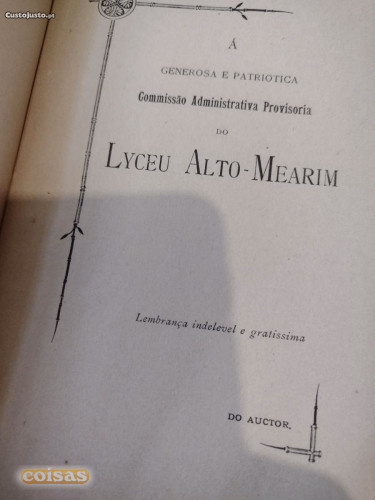 CustoJusto.pt
Á
GENEROSA E PATRIOTICA
Commissão Administrativa Provisoria
DO
LYCEU ALTO-MEARIM
Lembrança indelevel e gratissima
DO AUCTOR.
coisas